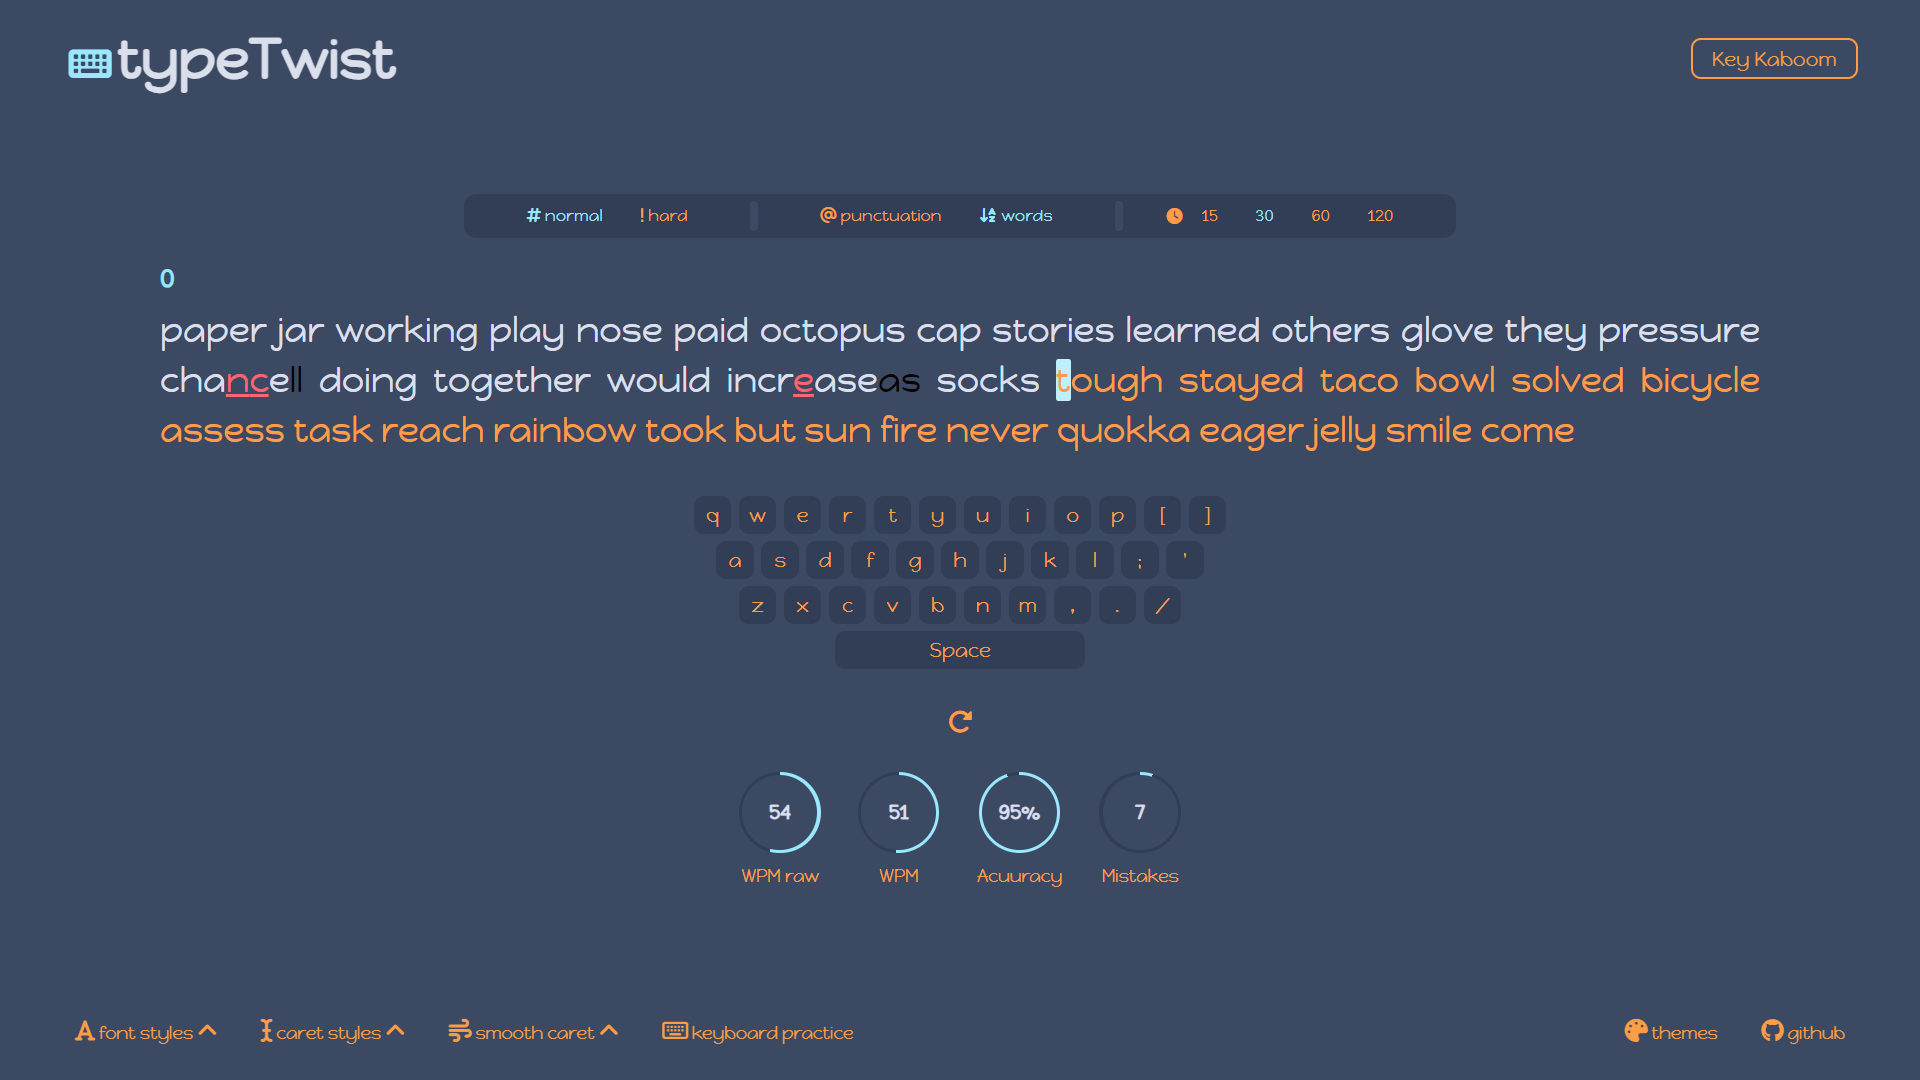 typeTwist
Key Kaboom
# normal ! hard @ punctuation words 15 30 60 120
0
paper jar working play nose paid octopus cap stories learned others glove they pressure
chancell doing together would increaseas socks tough stayed taco bowl solved bicycle
assess task reach rainbow took but sun fire never quokka eager jelly smile come
q w e r t y u i o p [ ]
a s d f g h j k l ; '
z x c v b n m , . /
Space
54 51 95% 7
WPM raw WPM Acuuracy Mistakes
font styles caret styles smooth caret keyboard practice themes github